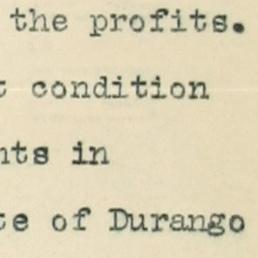 the profits.
t condition
nts in
te of Durango